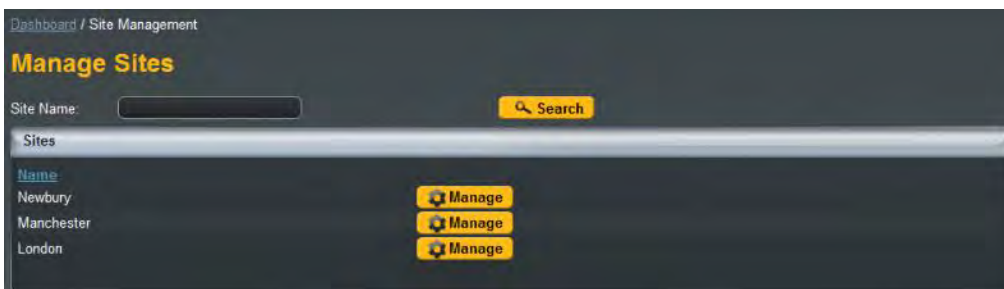 Dashboard / Site Management
Manage Sites
Site Name: Search
Sites
Name
Newbury Manage
Manchester Manage
London Manage